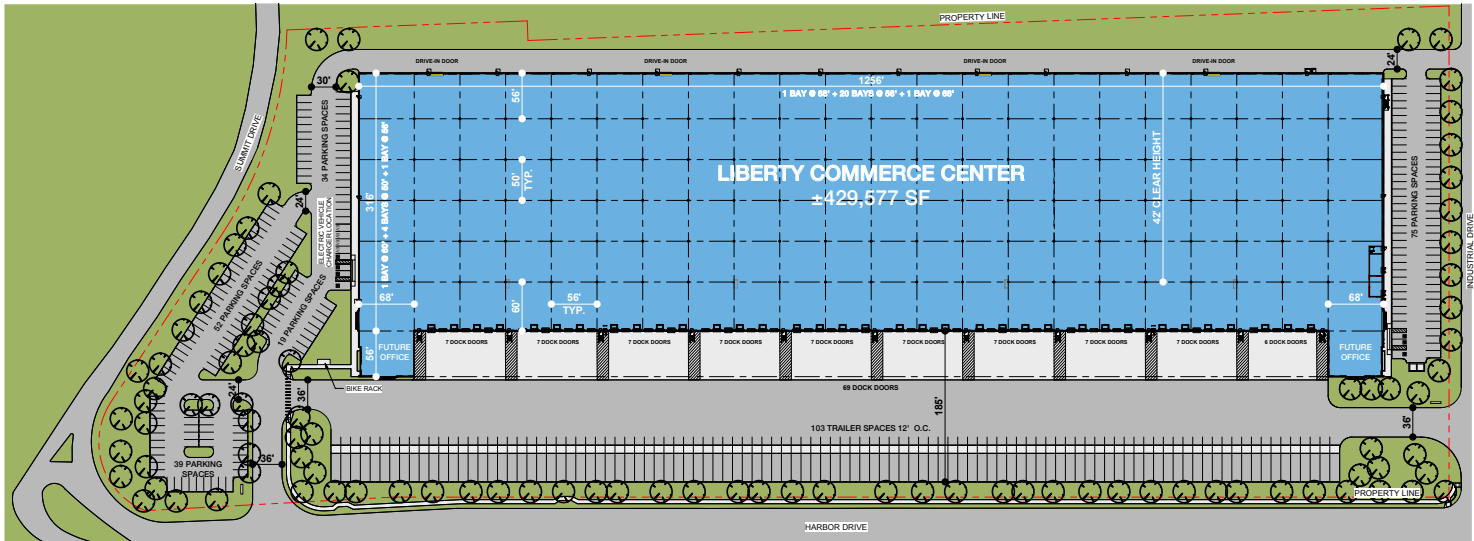 PROPERTY LINE
DRIVE-IN DOOR
DRIVE-IN DOOR
DRIVE-IN DOOR
DRIVE-IN DOOR
24'
30'
1256'
1 BAY @ 68' + 20 BAYS @ 56' + 1 BAY @ 68'
56'
SUMMIT DRIVE
34 PARKING SPACES
316'
1 BAY @ 60' + 4 BAYS @ 50' + 1 BAY @ 56'
50'
TYP.
LIBERTY COMMERCE CENTER
±429,577 SF
42' CLEAR HEIGHT
75 PARKING SPACES
INDUSTRIAL DRIVE
24'
ELECTRIC VEHICLE
CHARGER LOCATION
52 PARKING SPACES
19 PARKING SPACES
68'
60'
56'
TYP.
68'
56'
FUTURE
OFFICE
7 DOCK DOORS
7 DOCK DOORS
7 DOCK DOORS
7 DOCK DOORS
7 DOCK DOORS
7 DOCK DOORS
7 DOCK DOORS
7 DOCK DOORS
7 DOCK DOORS
6 DOCK DOORS
FUTURE
OFFICE
BIKE RACK
69 DOCK DOORS
24'
36'
185'
36'
103 TRAILER SPACES 12' O.C.
39 PARKING
SPACES
36'
PROPERTY LINE
HARBOR DRIVE